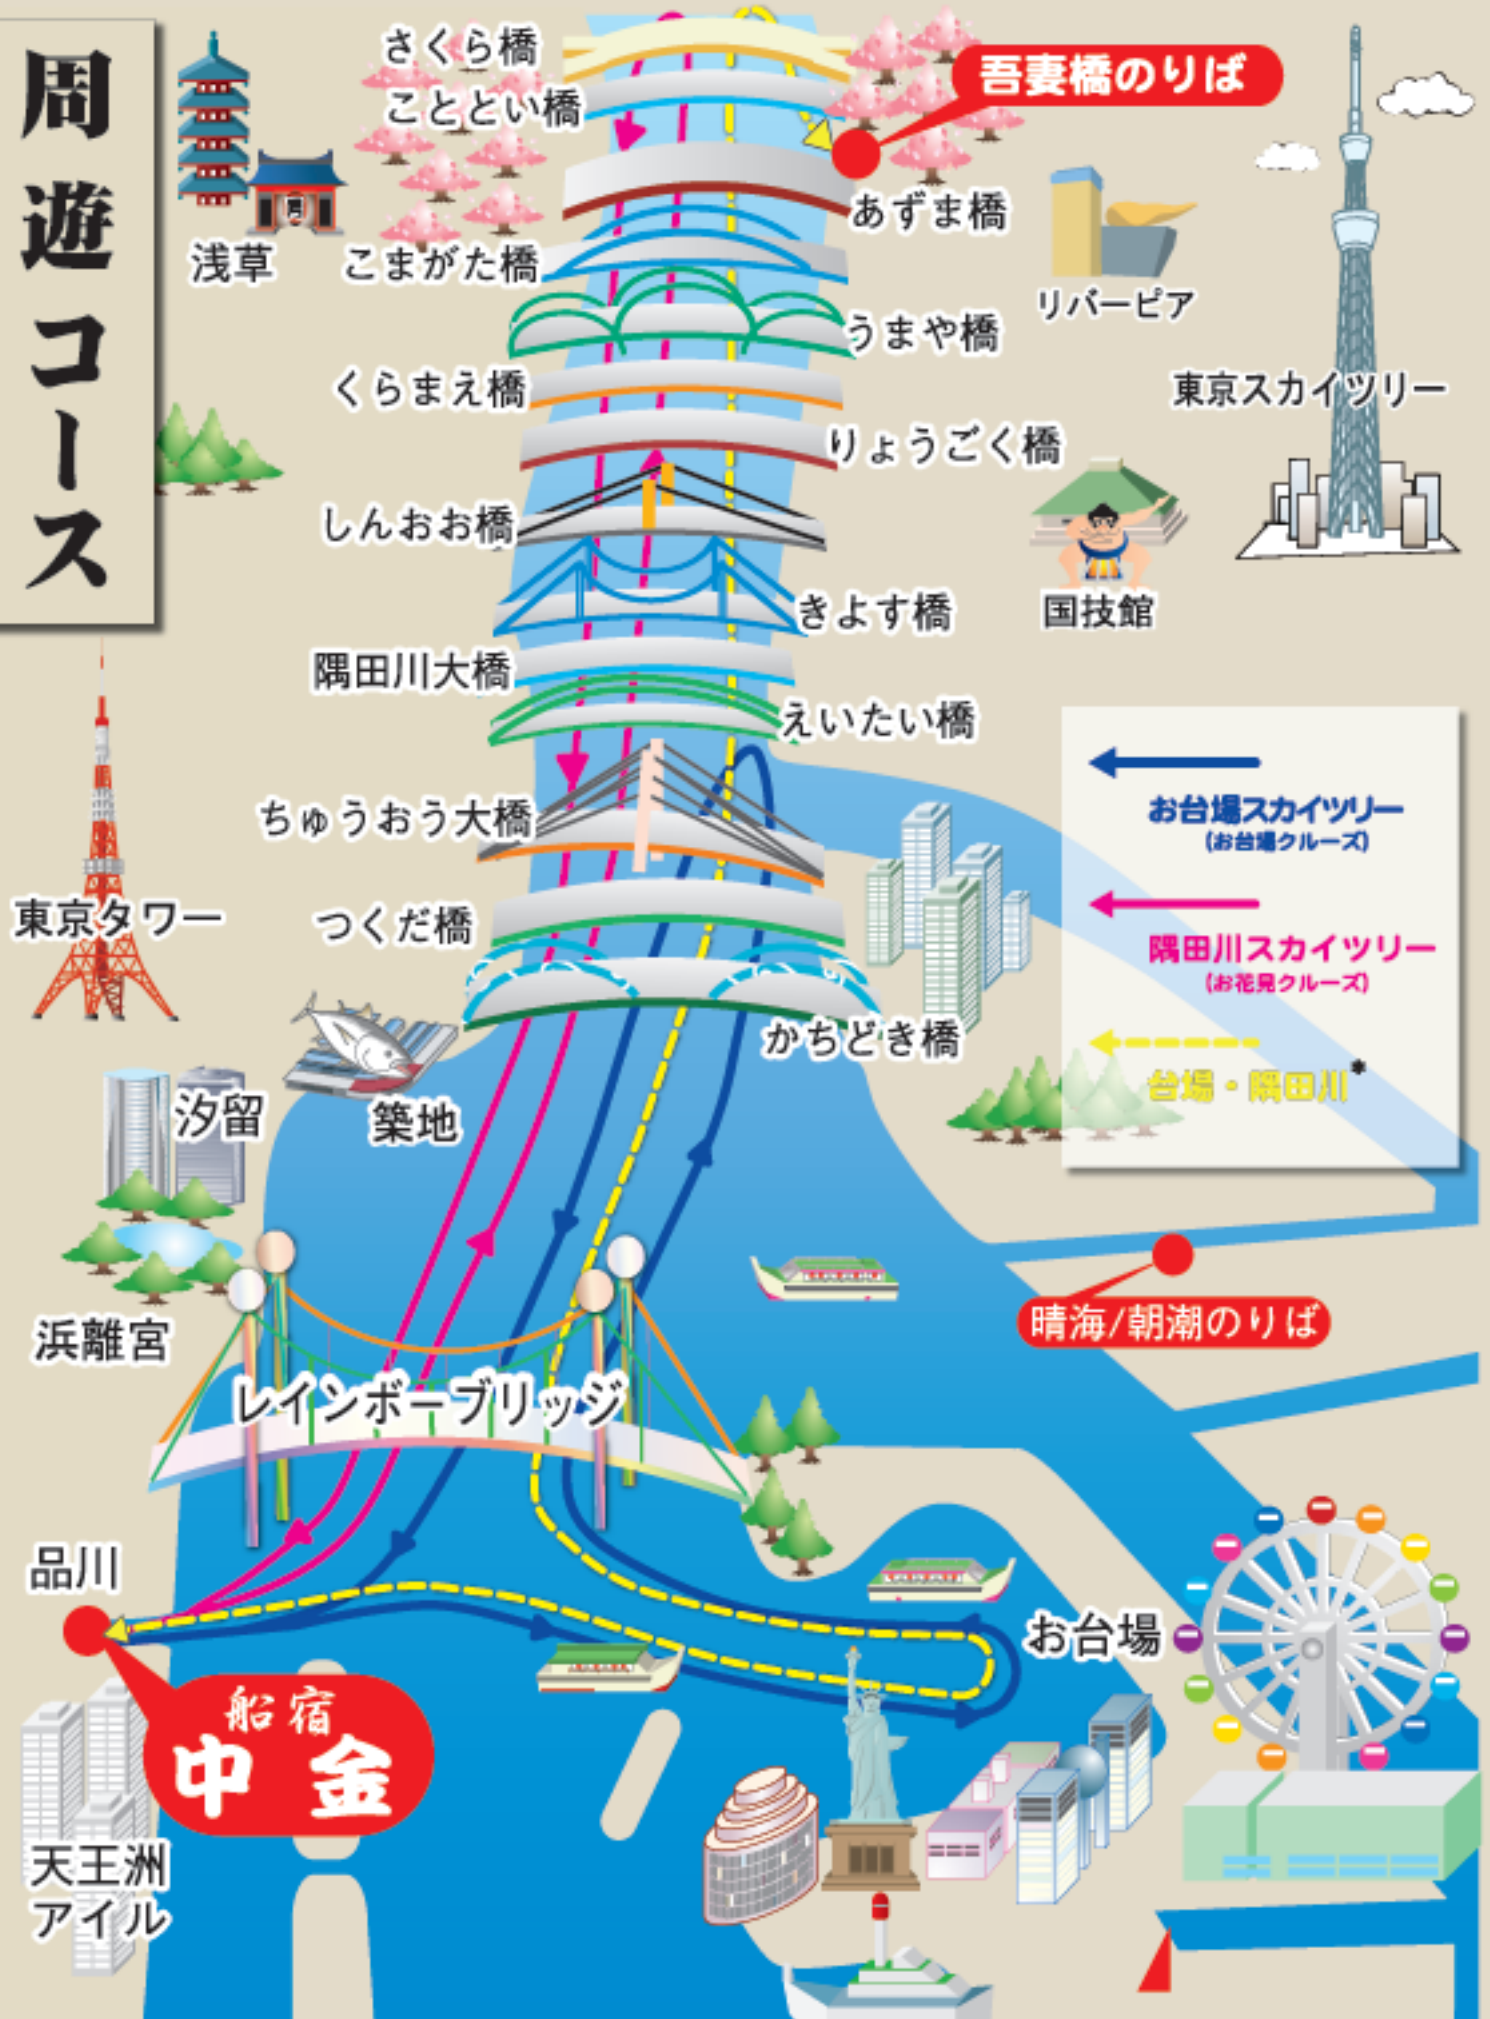 周遊コース
さくら橋
吾妻橋のりば
こととい橋
あずま橋
浅草
こまがた橋
リバーピア
うまや橋
くらまえ橋
東京スカイツリー
りょうごく橋
しんおお橋
きよす橋
国技館
隅田川大橋
えいたい橋
お台場スカイツリー
(お台場クルーズ)
ちゅうおう大橋
東京タワー
つくだ橋
隅田川スカイツリー
(お花見クルーズ)
かちどき橋
台場・隅田川*
汐留
築地
浜離宮
晴海/朝潮のりば
レインボーブリッジ
品川
お台場
船宿
中金
天王洲
アイル